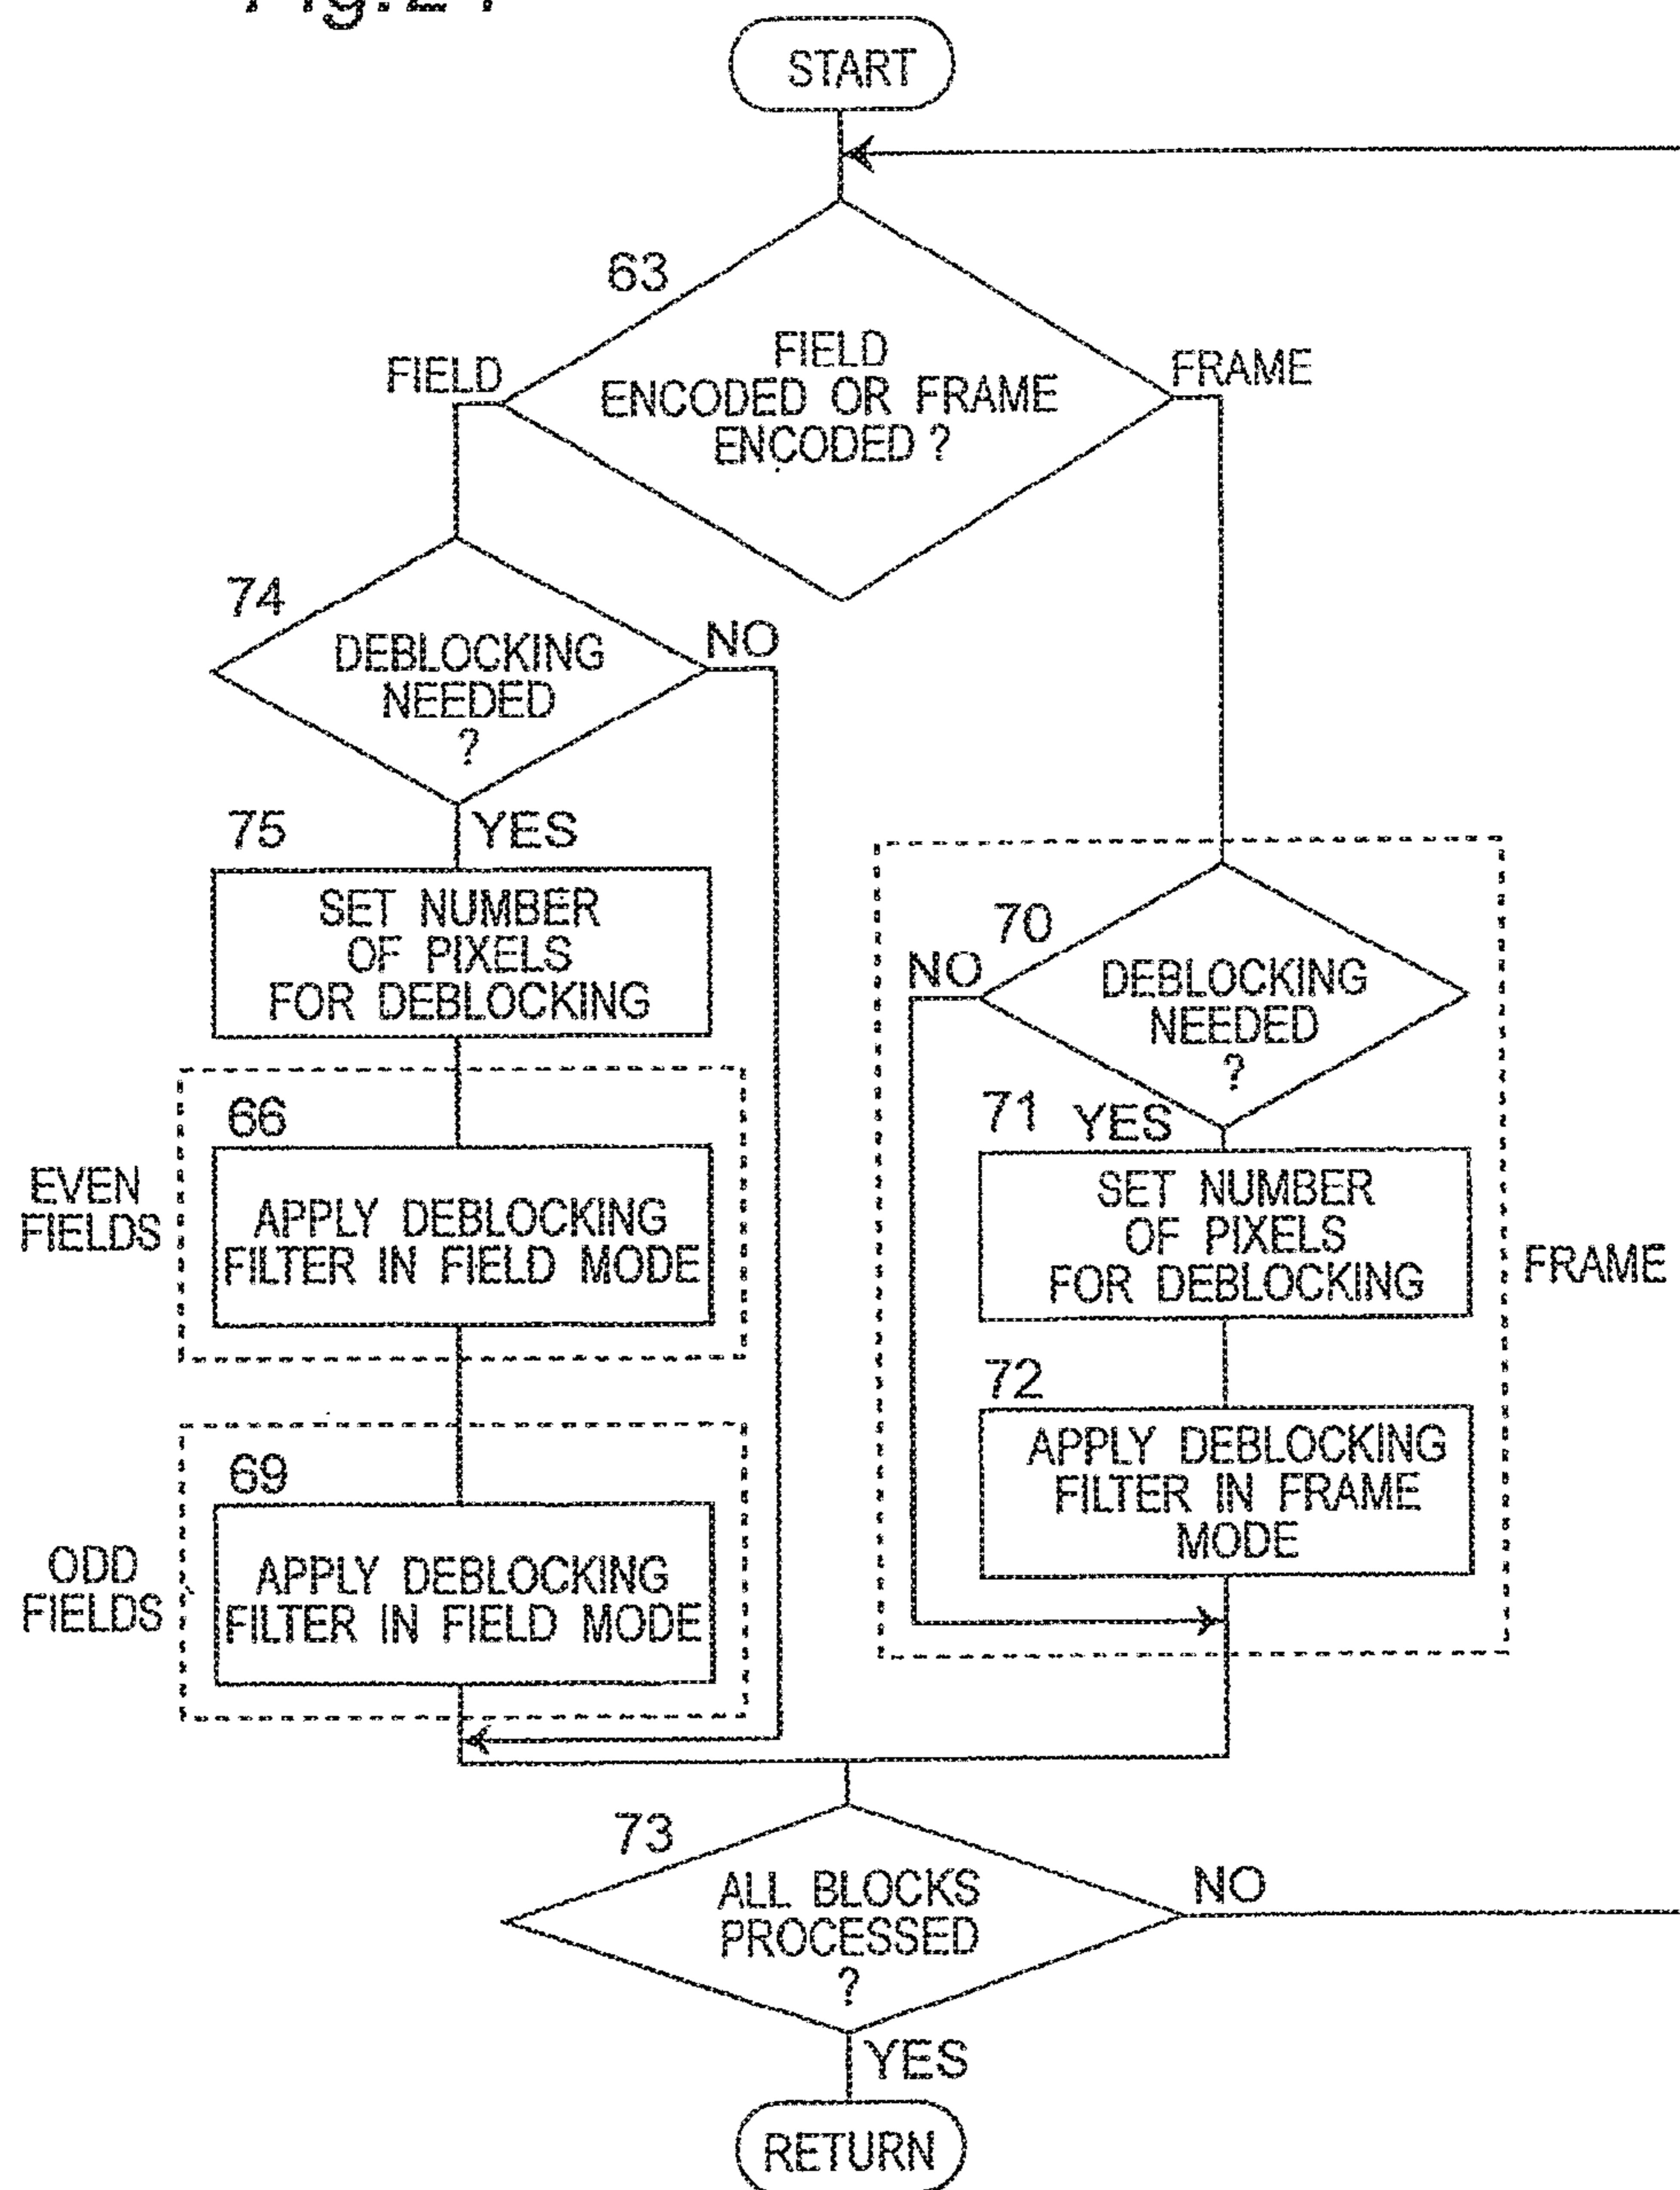 START
63
FIELD
ENCODED OR FRAME
ENCODED ?
FIELD
FRAME
74
DEBLOCKING
NEEDED
?
NO
YES
75
SET NUMBER
OF PIXELS
FOR DEBLOCKING
EVEN
FIELDS
66
APPLY DEBLOCKING
FILTER IN FIELD MODE
ODD
FIELDS
69
APPLY DEBLOCKING
FILTER IN FIELD MODE
70
NO
DEBLOCKING
NEEDED
?
71
YES
SET NUMBER
OF PIXELS
FOR DEBLOCKING
FRAME
72
APPLY DEBLOCKING
FILTER IN FRAME
MODE
73
ALL BLOCKS
PROCESSED
?
NO
YES
RETURN